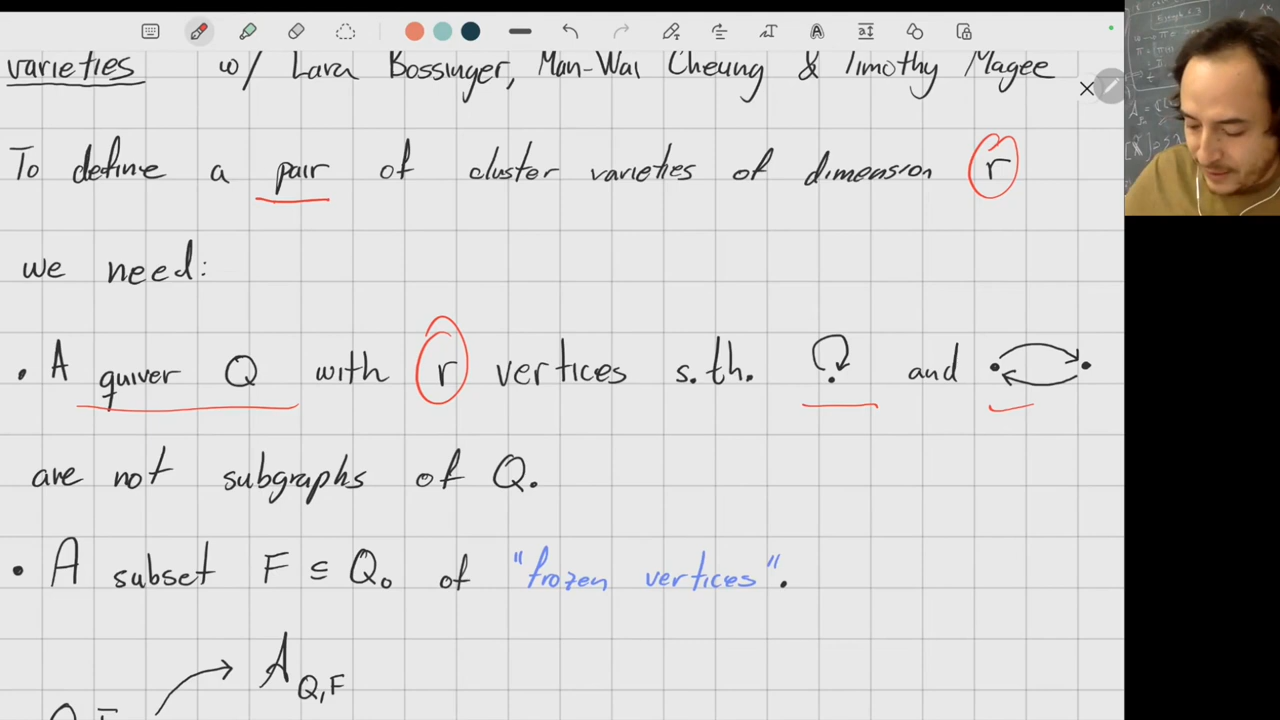 varieties w/ Lara Bossinger, Man-Wai Cheung & Timothy Magee
To define a pair of cluster varieties of dimension r
we need:
• A quiver Q with r vertices s.th. and
are not subgraphs of Q.
• A subset F ⊆ Q₀ of "frozen vertices".
A Q,F